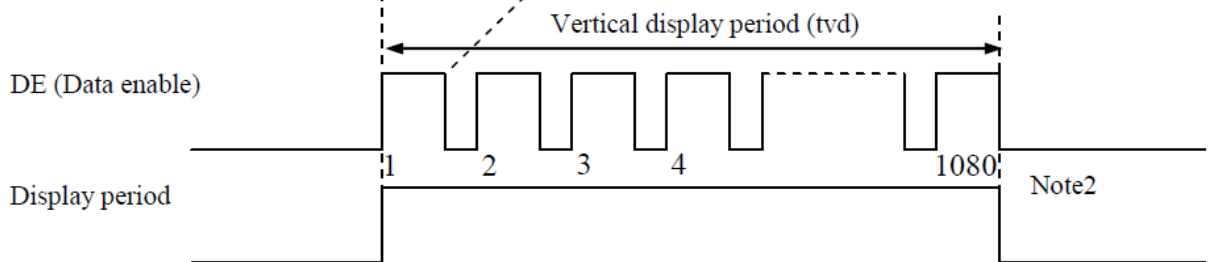 Vertical display period (tvd)
DE (Data enable)
1 2 3 4 1080
Display period
Note2